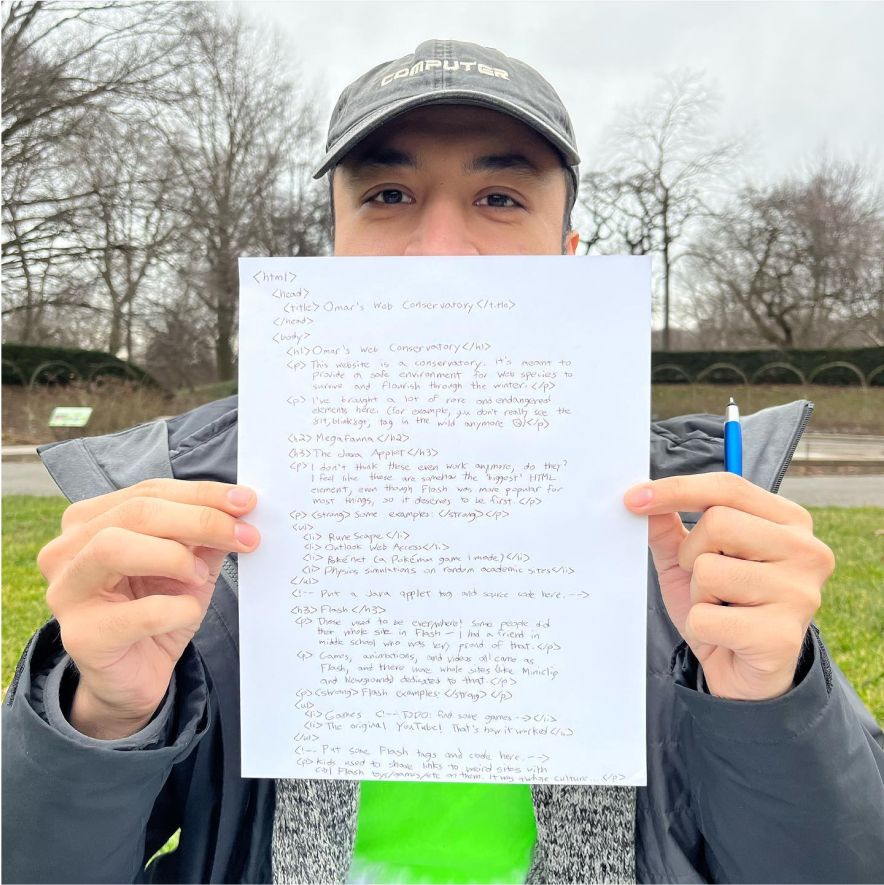 COMPUTER
<html>
<head>
<title>Omar's Web Conservatory</title>
</head>
<body>
<h1>Omar's Web Conservatory</h1>
<p> This website is a conservatory. It's meant to
provide a safe environment for web species to
survive and flourish through the winter.</p>
<p> I've brought a lot of rare and endangered
elements here. (for example, you don't really see the
&lt;blink&gt; tag in the wild anymore ☹)</p>
<h2> Megafauna </h2>
<h3> The Java Applet </h3>
<p> I don't think these even work anymore, do they?
I feel like these are somehow the 'biggest' HTML
element, even though Flash was more popular for
most things, so it deserves to be first. </p>
<p> <strong> Some examples: </strong> </p>
<ul>
<li> RuneScape </li>
<li> Outlook Web Access</li>
<li> Pokénet (a Pokémon game I made)</li>
<li> Physics simulations on random academic sites</li>
</ul>
<!-- Put a Java applet tag and source code here. -->
<h3> Flash </h3>
<p> These used to be everywhere! Some people did
their whole site in Flash — I had a friend in
middle school who was very proud of that. </p>
<p> Games, animations, and videos all came as
Flash, and there were whole sites (like Miniclip
and Newgrounds) dedicated to that. </p>
<p> <strong> Flash examples: </strong> </p>
<ul>
<li> Games <!-- TODO: find some games --> </li>
<li> The original YouTube! That's how it worked </li>
</ul>
<!-- Put some Flash tags and code here. -->
<p> Kids used to share links to weird sites with
cool Flash toys/games/etc on them. It was a whole culture... </p>